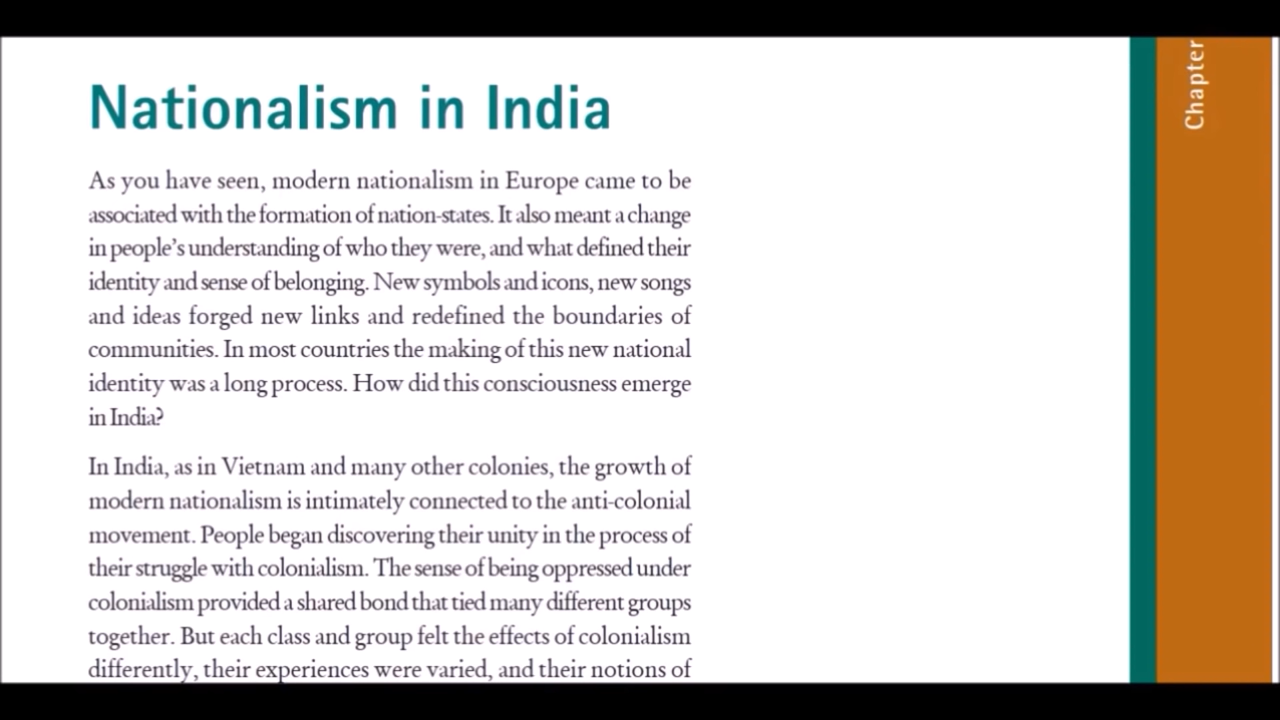 Nationalism in India
Chapter
As you have seen, modern nationalism in Europe came to be
associated with the formation of nation-states. It also meant a change
in people’s understanding of who they were, and what defined their
identity and sense of belonging. New symbols and icons, new songs
and ideas forged new links and redefined the boundaries of
communities. In most countries the making of this new national
identity was a long process. How did this consciousness emerge
in India?
In India, as in Vietnam and many other colonies, the growth of
modern nationalism is intimately connected to the anti-colonial
movement. People began discovering their unity in the process of
their struggle with colonialism. The sense of being oppressed under
colonialism provided a shared bond that tied many different groups
together. But each class and group felt the effects of colonialism
differently, their experiences were varied, and their notions of